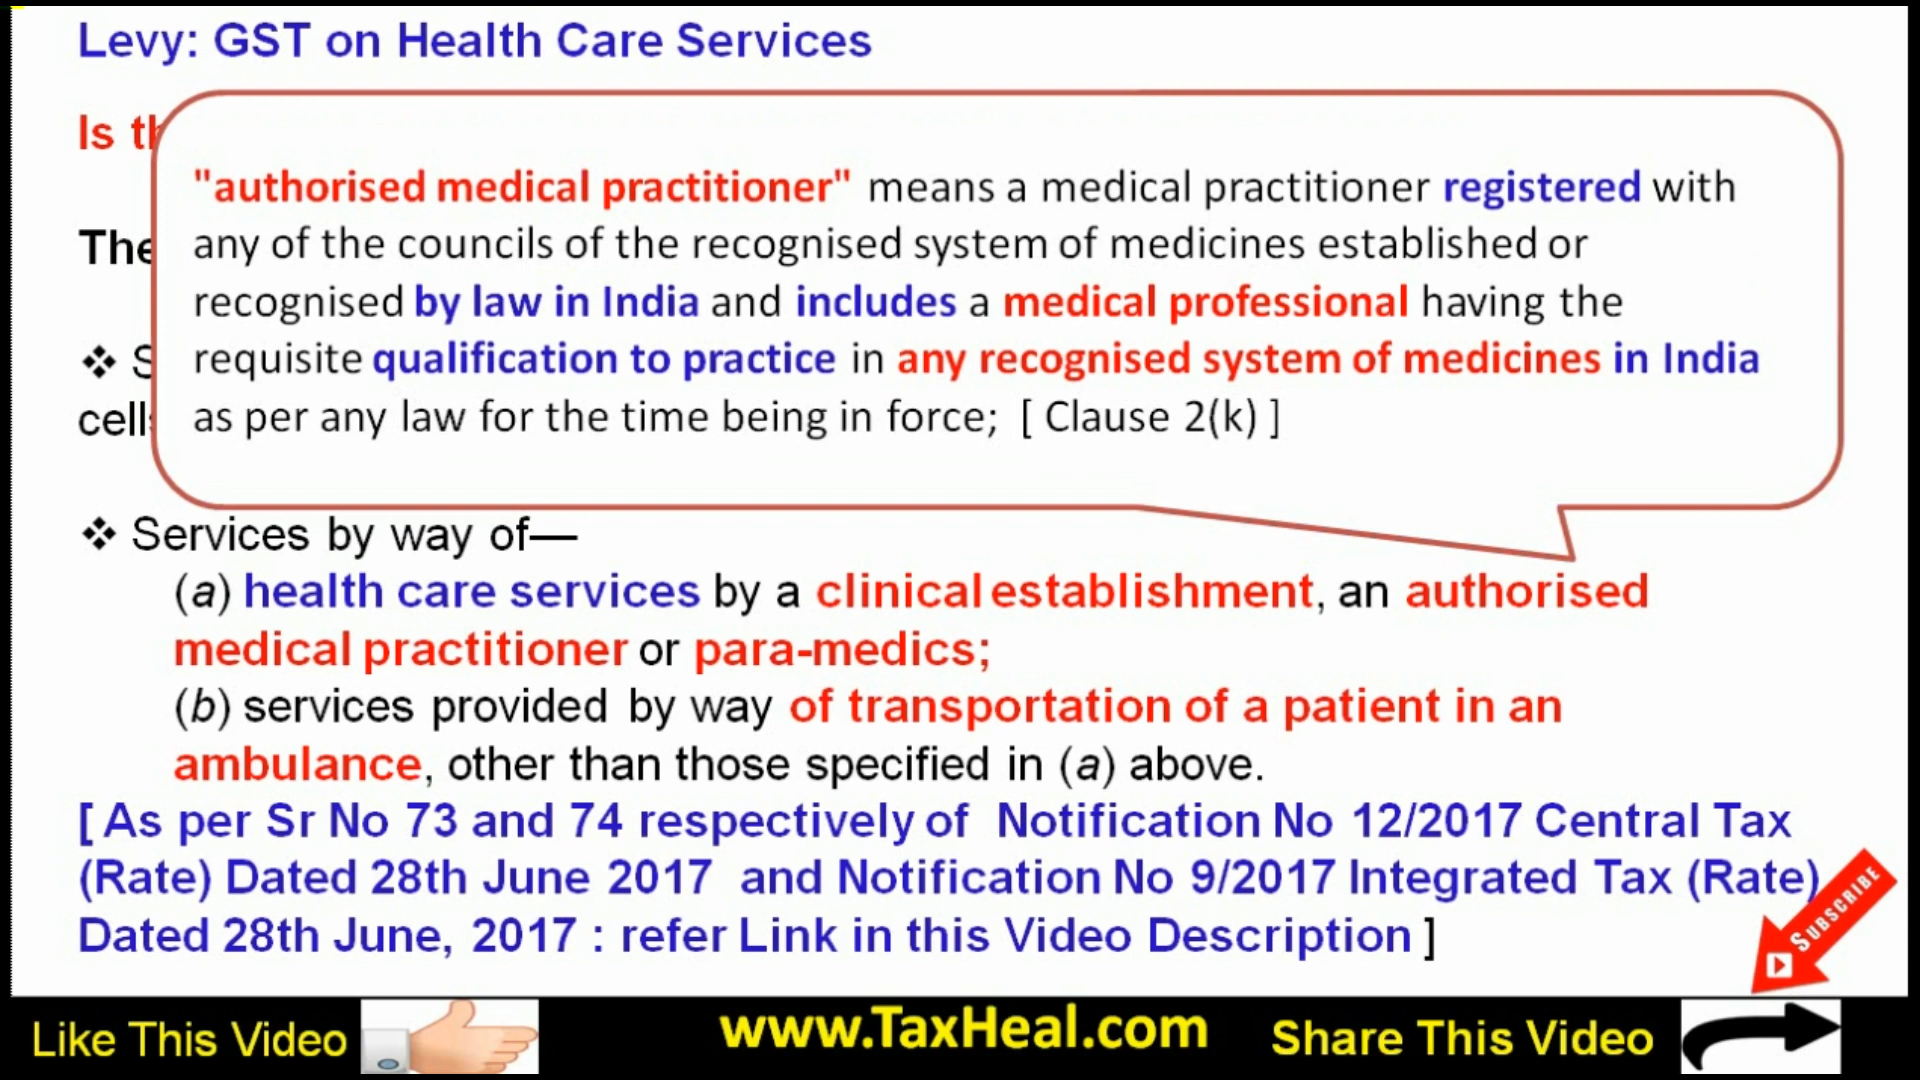 Levy: GST on Health Care Services
Is
"authorised medical practitioner" means a medical practitioner registered with
The
any of the councils of the recognised system of medicines established or
recognised by law in India and includes a medical professional having the
❖ S
requisite qualification to practice in any recognised system of medicines in India
cell
as per any law for the time being in force; [ Clause 2(k) ]
❖ Services by way of—
(a) health care services by a clinical establishment, an authorised
medical practitioner or para-medics;
(b) services provided by way of transportation of a patient in an
ambulance, other than those specified in (a) above.
[ As per Sr No 73 and 74 respectively of Notification No 12/2017 Central Tax
(Rate) Dated 28th June 2017 and Notification No 9/2017 Integrated Tax (Rate)
Dated 28th June, 2017 : refer Link in this Video Description ]
SUBSCRIBE
Like This Video
www.TaxHeal.com
Share This Video